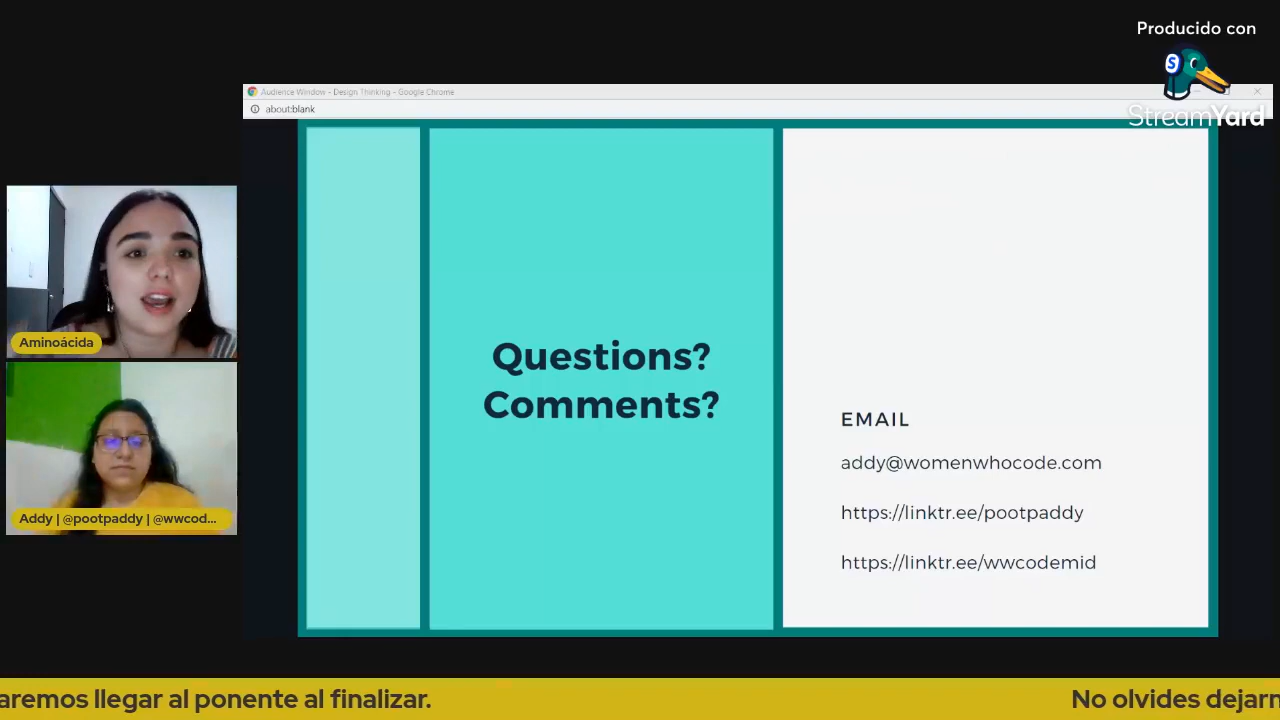 Producido con
StreamYard
Audience Window - Design Thinking - Google Chrome
about:blank
Aminoácida
Addy | @pootpaddy | @wwcod...
Questions?
Comments?
EMAIL
addy@womenwhocode.com
https://linktr.ee/pootpaddy
https://linktr.ee/wwcodemid
aremos llegar al ponente al finalizar.
No olvides dejarn